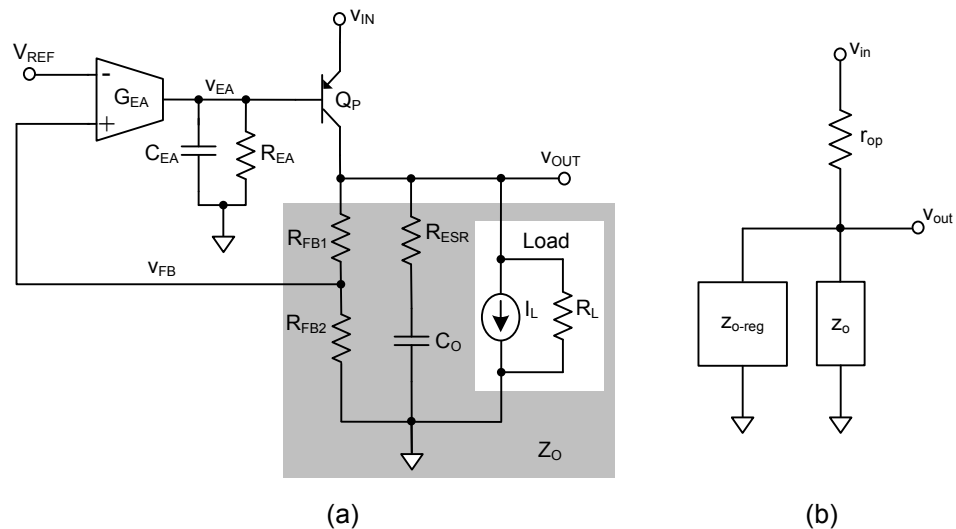 v_IN
V_REF
-
G_EA
+
v_EA
Q_P
C_EA
R_EA
v_OUT
R_FB1
R_ESR
Load
v_FB
R_FB2
C_O
I_L
R_L
Z_O
(a)
v_in
r_op
v_out
z_o-reg
z_o
(b)